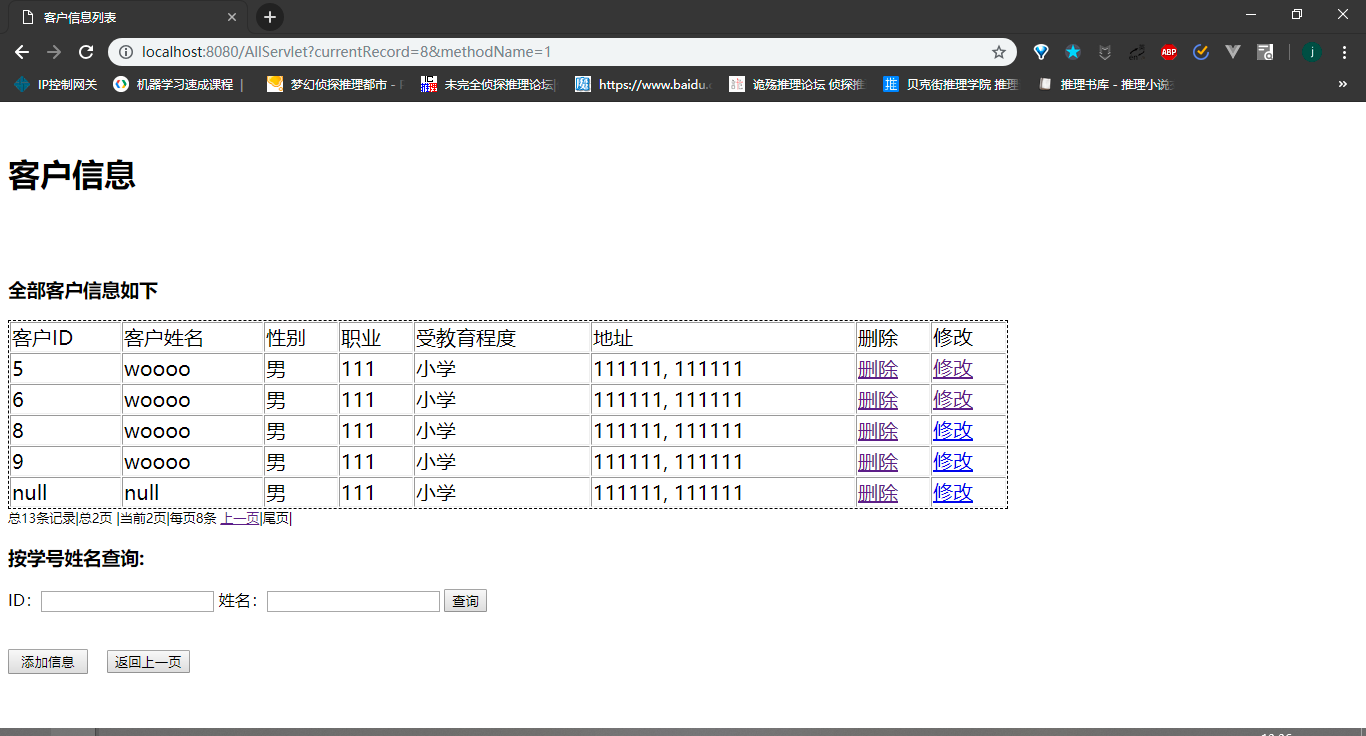 客户信息列表
localhost:8080/AllServlet?currentRecord=8&methodName=1
ABP
j
IP控制网关 机器学习速成课程 | 梦幻侦探推理都市 - 未完全侦探推理论坛 https://www.baidu.c 诡殇推理论坛 侦探推 推 贝克街推理学院 推理 推理书库 - 推理小说 »
客户信息
全部客户信息如下
客户ID 客户姓名 性别 职业 受教育程度 地址 删除 修改
5 woooo 男 111 小学 111111, 111111 删除 修改
6 woooo 男 111 小学 111111, 111111 删除 修改
8 woooo 男 111 小学 111111, 111111 删除 修改
9 woooo 男 111 小学 111111, 111111 删除 修改
null null 男 111 小学 111111, 111111 删除 修改
总13条记录|总2页 |当前2页|每页8条 上一页|尾页|
按学号姓名查询:
ID: 姓名: 查询
添加信息 返回上一页